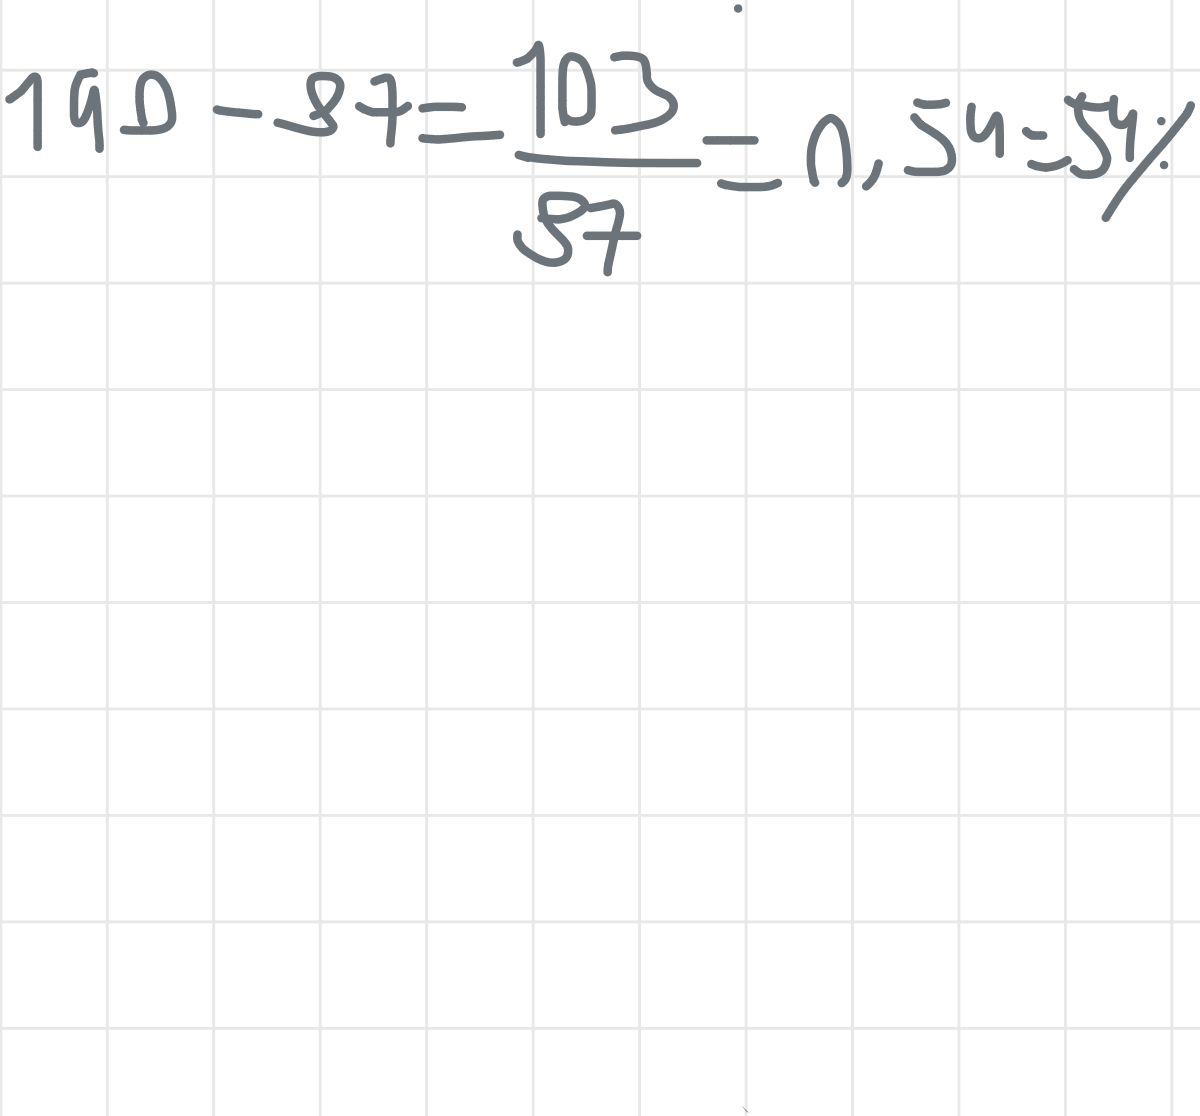 190 - 87 = 103/87 = 0,54 = 54%